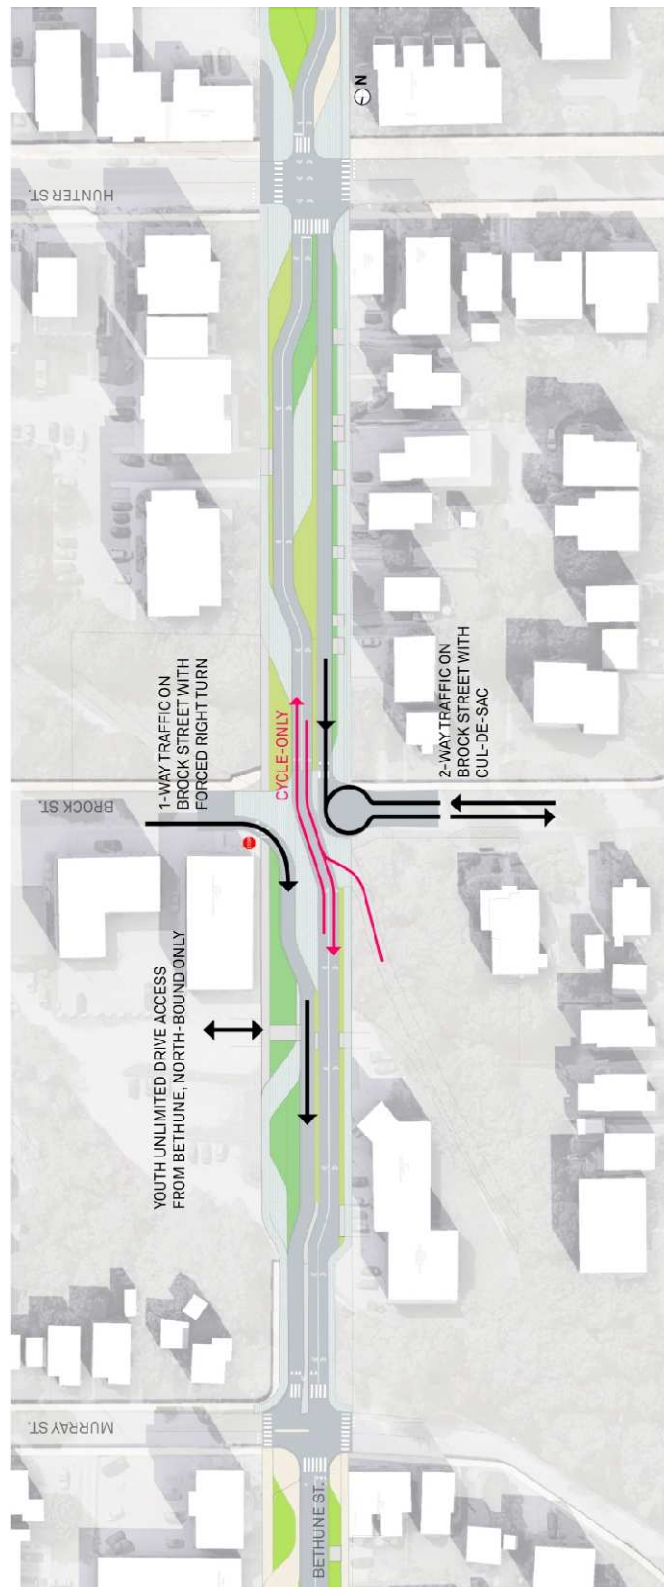 N
HUNTER ST.
1-WAY TRAFFIC ON
BROCK STREET WITH
FORCED RIGHT TURN
CYCLE-ONLY
2-WAY TRAFFIC ON
BROCK STREET WITH
CUL-DE-SAC
BROCK ST.
YOUTH UNLIMITED DRIVE ACCESS
FROM BETHUNE, NORTH-BOUND ONLY
MURRAY ST.
BETHUNE ST.